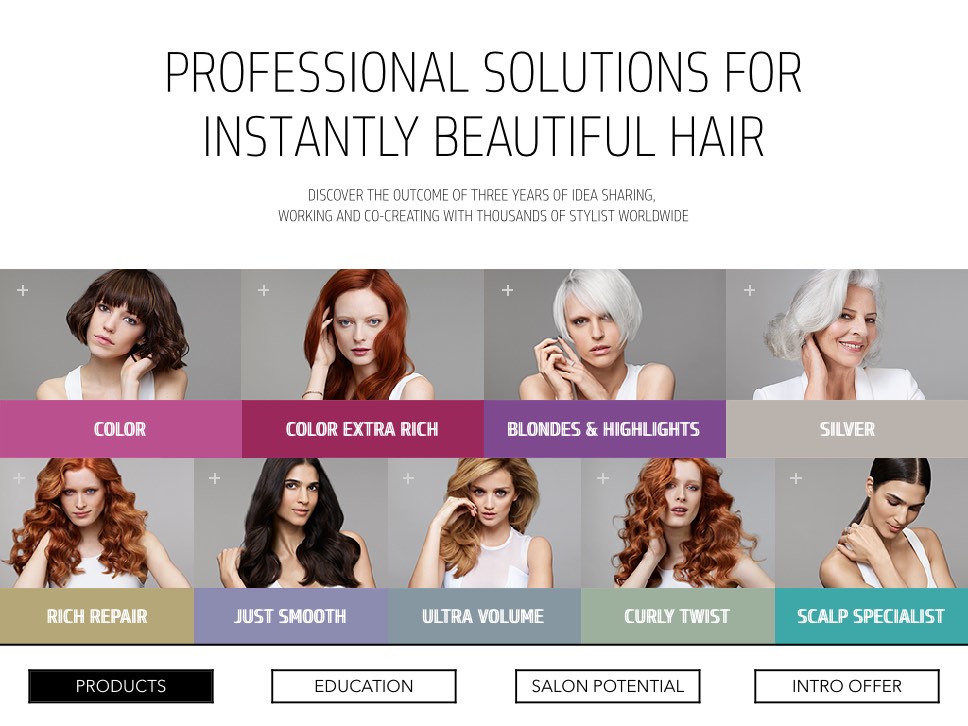 PROFESSIONAL SOLUTIONS FOR
INSTANTLY BEAUTIFUL HAIR
DISCOVER THE OUTCOME OF THREE YEARS OF IDEA SHARING,
WORKING AND CO-CREATING WITH THOUSANDS OF STYLIST WORLDWIDE
COLOR
COLOR EXTRA RICH
BLONDES & HIGHLIGHTS
SILVER
RICH REPAIR
JUST SMOOTH
ULTRA VOLUME
CURLY TWIST
SCALP SPECIALIST
PRODUCTS
EDUCATION
SALON POTENTIAL
INTRO OFFER